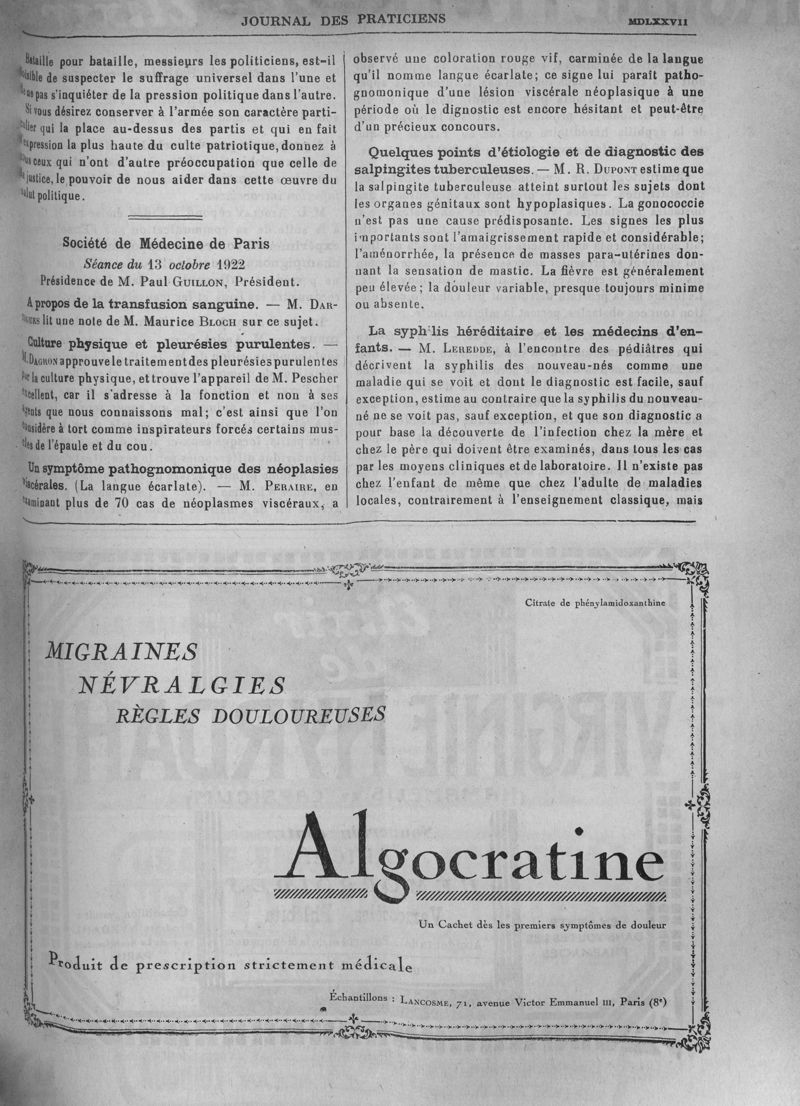 JOURNAL DES PRATICIENS
MDLXXVII
Bataille pour bataille, messieurs les politiciens, est-il
de suspecter le suffrage universel dans l'une et
pas s'inquiéter de la pression politique dans l'autre.
Si vous désirez conserver à l'armée son caractère parti-
qui la place au-dessus des partis et qui en fait
pression la plus haute du culte patriotique, donnez à
ceux qui n'ont d'autre préoccupation que celle de
justice, le pouvoir de nous aider dans cette œuvre du
politique.
Société de Médecine de Paris
Séance du 13 octobre 1922
Présidence de M. Paul GUILLON, Président.
A propos de la transfusion sanguine. — M. DAR-
lit une note de M. Maurice BLOCH sur ce sujet.
Culture physique et pleurésies purulentes. —
M. DAGRON approuve le traitement des pleurésies purulentes
la culture physique, et trouve l'appareil de M. Pescher
cellent, car il s'adresse à la fonction et non à ses
que nous connaissons mal; c'est ainsi que l'on
sidère à tort comme inspirateurs forcés certains mus-
de l'épaule et du cou.
Un symptôme pathognomonique des néoplasies
viscérales. (La langue écarlate). — M. PERAIRE, en
minant plus de 70 cas de néoplasmes viscéraux, a
observé une coloration rouge vif, carminée de la langue
qu'il nomme langue écarlate; ce signe lui paraît patho-
gnomonique d'une lésion viscérale néoplasique à une
période où le dignostic est encore hésitant et peut-être
d'un précieux concours.
Quelques points d'étiologie et de diagnostic des
salpingites tuberculeuses. — M. R. DUPONT estime que
la salpingite tuberculeuse atteint surtout les sujets dont
les organes génitaux sont hypoplasiques. La gonococcie
n'est pas une cause prédisposante. Les signes les plus
importants sont l'amaigrissement rapide et considérable;
l'aménorrhée, la présence de masses para-utérines don-
nant la sensation de mastic. La fièvre est généralement
peu élevée; la douleur variable, presque toujours minime
ou absente.
La syphilis héréditaire et les médecins d'en-
fants. — M. LEREDDE, à l'encontre des pédiâtres qui
décrivent la syphilis des nouveau-nés comme une
maladie qui se voit et dont le diagnostic est facile, sauf
exception, estime au contraire que la syphilis du nouveau-
né ne se voit pas, sauf exception, et que son diagnostic a
pour base la découverte de l'infection chez la mère et
chez le père qui doivent être examinés, dans tous les cas
par les moyens cliniques et de laboratoire. Il n'existe pas
chez l'enfant de même que chez l'adulte de maladies
locales, contrairement à l'enseignement classique, mais
Citrate de phénylamidoxanthine
MIGRAINES
NÉVRALGIES
RÈGLES DOULOUREUSES
Algocratine
Un Cachet dès les premiers symptômes de douleur
Produit de prescription strictement médicale
Échantillons : LANCOSME, 71, avenue Victor Emmanuel III, Paris (8e)